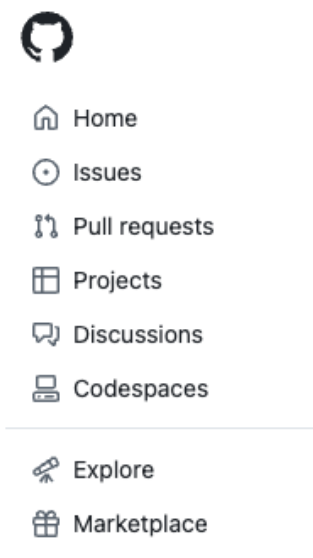 Home
Issues
Pull requests
Projects
Discussions
Codespaces
Explore
Marketplace